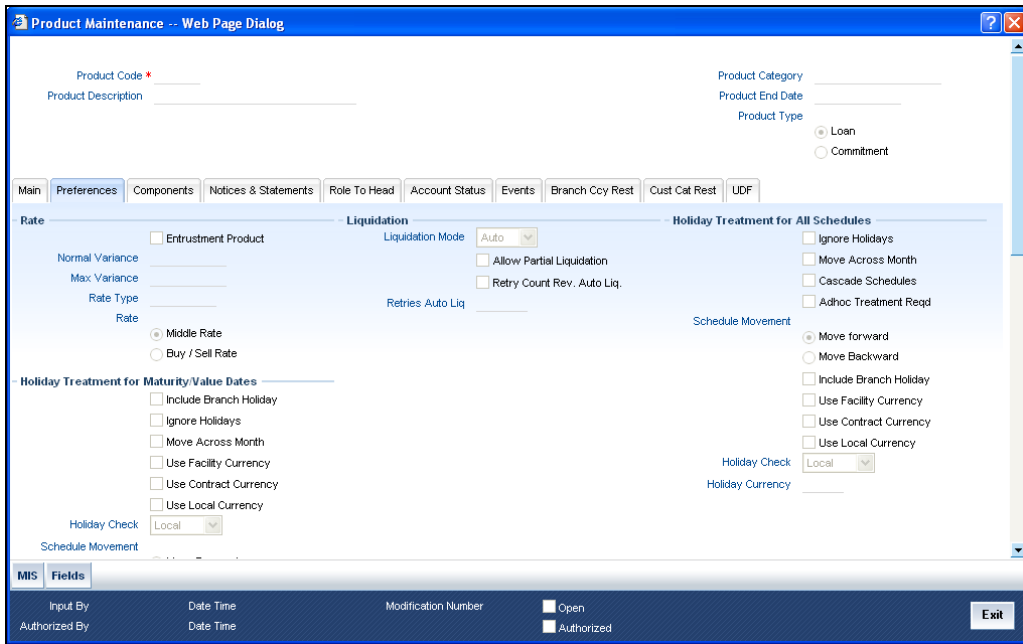 Product Maintenance -- Web Page Dialog
Product Code *
Product Description
Product Category
Product End Date
Product Type
Loan
Commitment
Main Preferences Components Notices & Statements Role To Head Account Status Events Branch Ccy Rest Cust Cat Rest UDF
Rate
Entrustment Product
Normal Variance
Max Variance
Rate Type
Rate
Middle Rate
Buy / Sell Rate
Liquidation
Liquidation Mode Auto
Allow Partial Liquidation
Retry Count Rev. Auto Liq.
Retries Auto Liq
Holiday Treatment for All Schedules
Ignore Holidays
Move Across Month
Cascade Schedules
Adhoc Treatment Reqd
Schedule Movement
Move forward
Move Backward
Include Branch Holiday
Use Facility Currency
Use Contract Currency
Use Local Currency
Holiday Check Local
Holiday Currency
Holiday Treatment for Maturity/Value Dates
Include Branch Holiday
Ignore Holidays
Move Across Month
Use Facility Currency
Use Contract Currency
Use Local Currency
Holiday Check Local
Schedule Movement
MIS Fields
Input By Date Time Modification Number Open
Authorized By Date Time Authorized
Exit